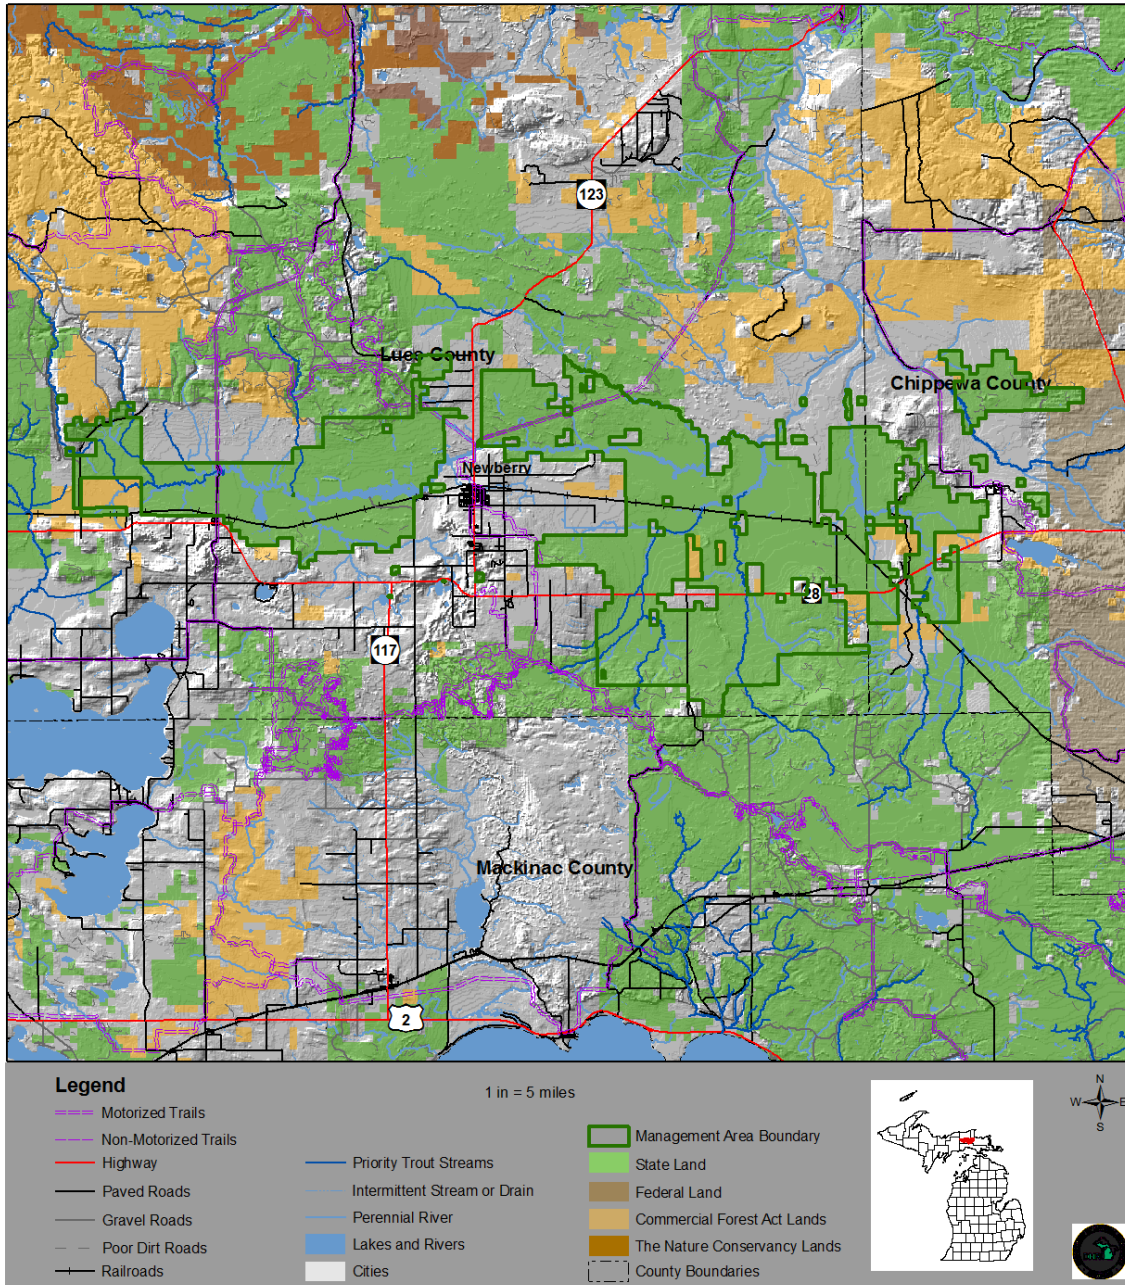 123
Luce County
Chippewa County
Newberry
28
117
Mackinac County
2
Legend
1 in = 5 miles
Motorized Trails
Non-Motorized Trails
Highway
Paved Roads
Gravel Roads
Poor Dirt Roads
Railroads
Priority Trout Streams
Intermittent Stream or Drain
Perennial River
Lakes and Rivers
Cities
Management Area Boundary
State Land
Federal Land
Commercial Forest Act Lands
The Nature Conservancy Lands
County Boundaries
N
W E
S